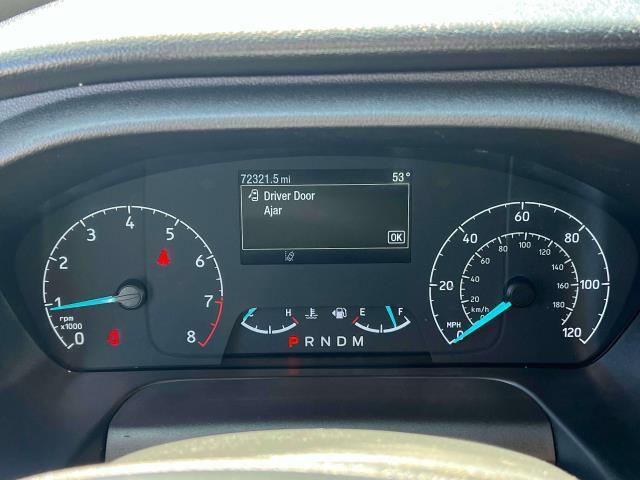 72321.5 mi 53°
Driver Door
Ajar
OK
0 1 2 3 4 5 6 7 8
rpm
x1000
C H E F
P R N D M
0 20 40 60 80 100 120
MPH
0 20 40 60 80 100 120 140 160 180
km/h